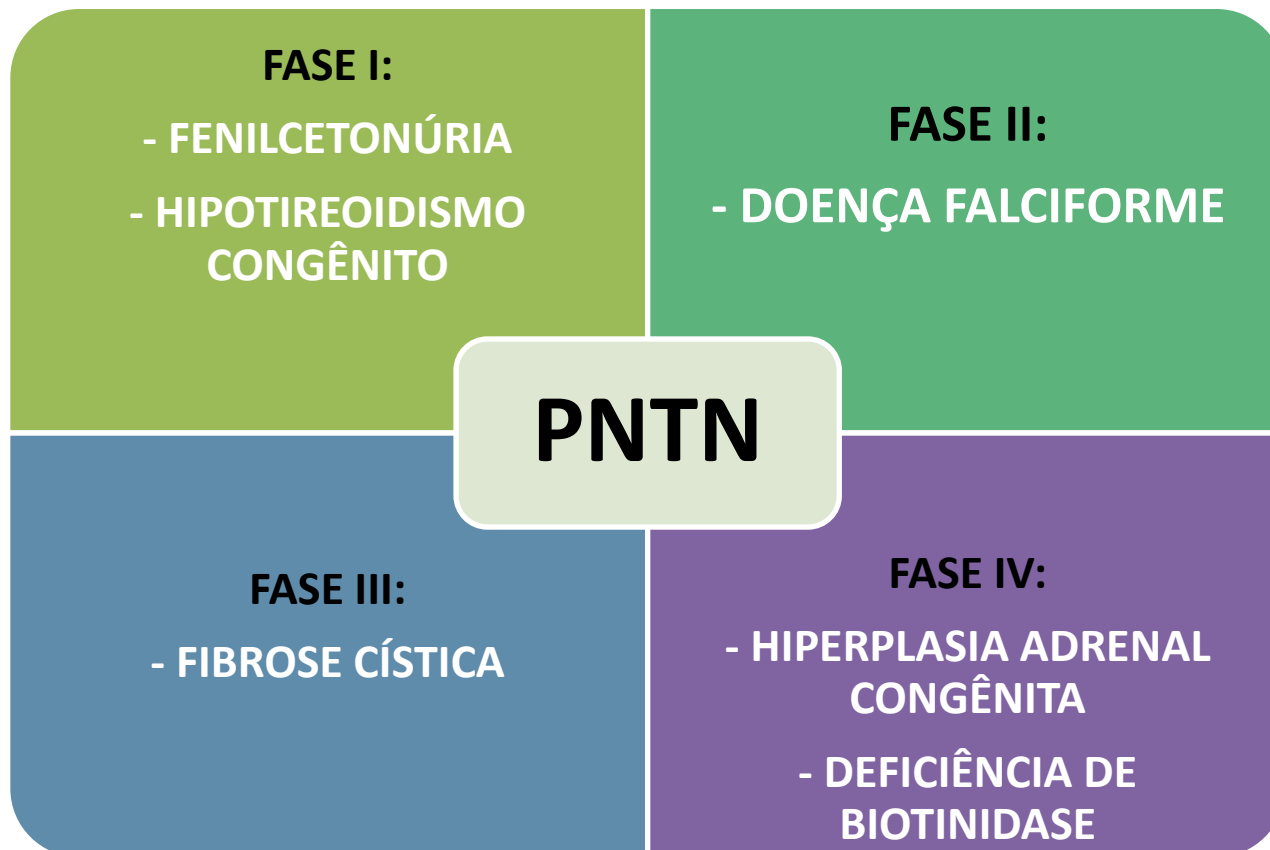 FASE I:
- FENILCETONÚRIA
- HIPOTIREOIDISMO
CONGÊNITO
FASE II:
- DOENÇA FALCIFORME
PNTN
FASE III:
- FIBROSE CÍSTICA
FASE IV:
- HIPERPLASIA ADRENAL
CONGÊNITA
- DEFICIÊNCIA DE
BIOTINIDASE